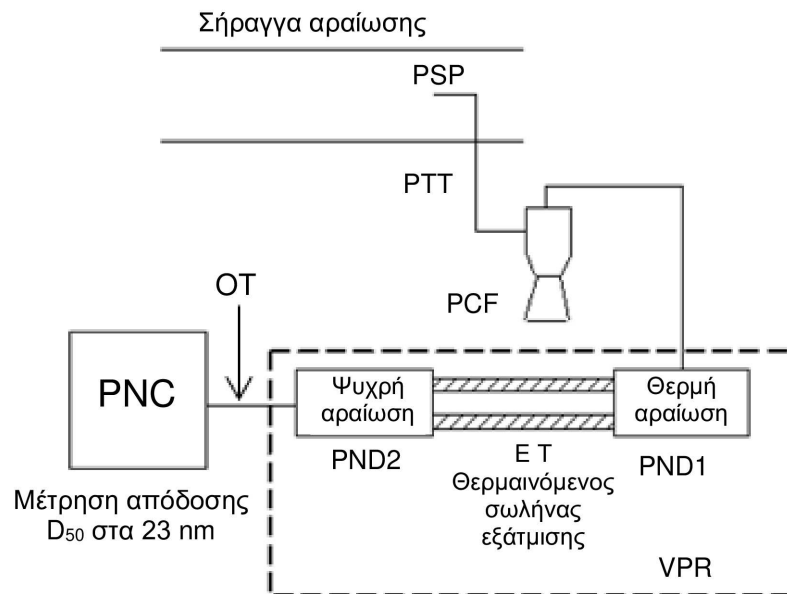 Σήραγγα αραίωσης
PSP
PTT
PCF
OT
PNC
Μέτρηση απόδοσης
D50 στα 23 nm
Ψυχρή
αραίωση
PND2
E T
Θερμαινόμενος
σωλήνας
εξάτμισης
Θερμή
αραίωση
PND1
VPR